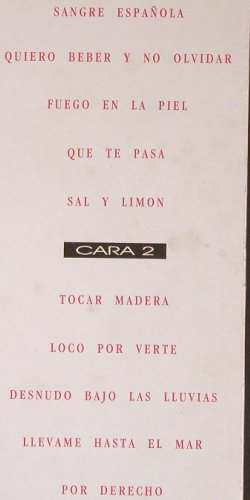 SANGRE ESPAÑOLA
QUIERO BEBER Y NO OLVIDAR
FUEGO EN LA PIEL
QUE TE PASA
SAL Y LIMON
CARA 2
TOCAR MADERA
LOCO POR VERTE
DESNUDO BAJO LAS LLUVIAS
LLEVAME HASTA EL MAR
POR DERECHO